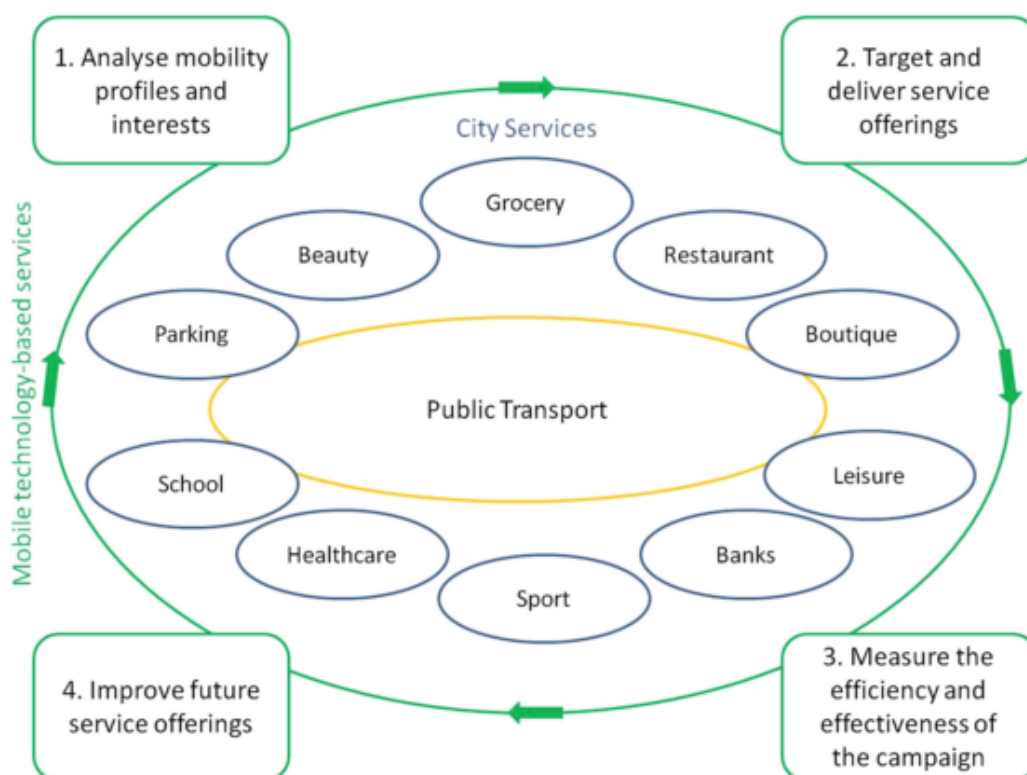 1. Analyse mobility
profiles and
interests
2. Target and
deliver service
offerings
City Services
Grocery
Beauty
Restaurant
Parking
Boutique
Public Transport
School
Leisure
Healthcare
Banks
Sport
Mobile technology-based services
4. Improve future
service offerings
3. Measure the
efficiency and
effectiveness of
the campaign